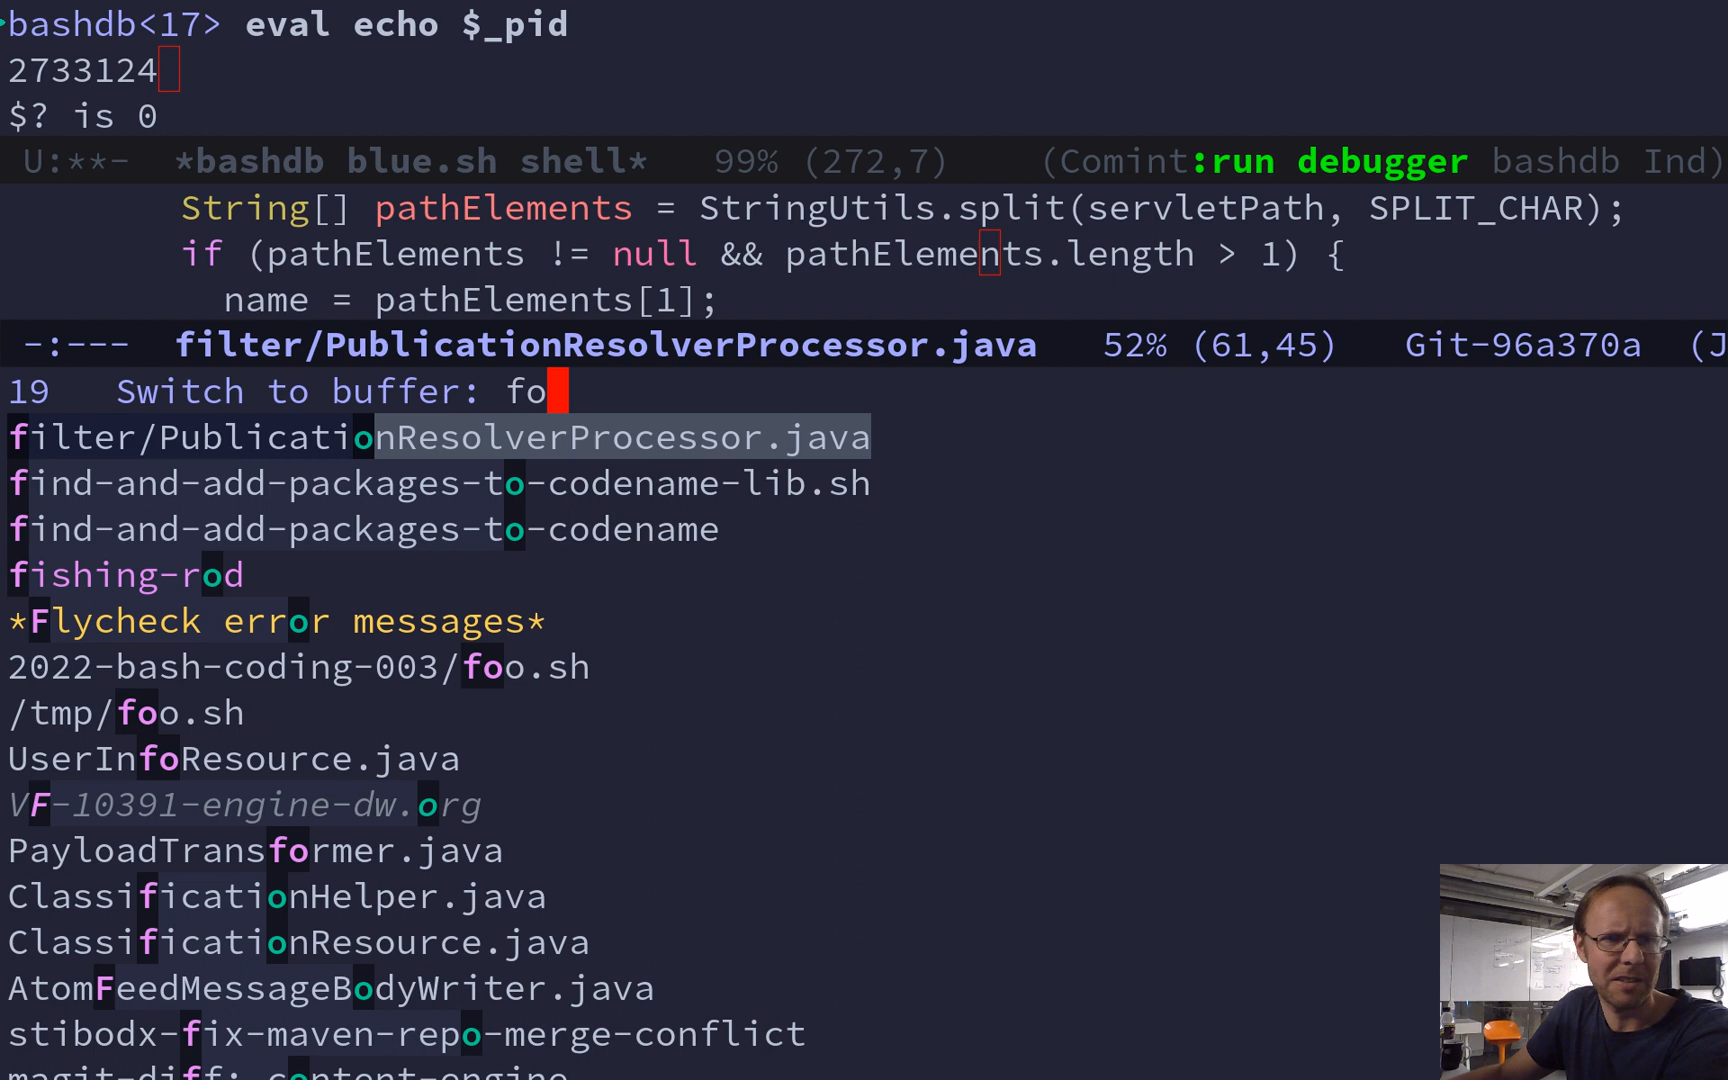 bashdb<17> eval echo $_pid
2733124
$? is 0
U:**- *bashdb blue.sh shell* 99% (272,7) (Comint:run debugger bashdb Ind)
String[] pathElements = StringUtils.split(servletPath, SPLIT_CHAR);
if (pathElements != null && pathElements.length > 1) {
name = pathElements[1];
-:--- filter/PublicationResolverProcessor.java 52% (61,45) Git-96a370a (J
19 Switch to buffer: fo
filter/PublicationResolverProcessor.java
find-and-add-packages-to-codename-lib.sh
find-and-add-packages-to-codename
fishing-rod
*Flycheck error messages*
2022-bash-coding-003/foo.sh
/tmp/foo.sh
UserInfoResource.java
VF-10391-engine-dw.org
PayloadTransformer.java
ClassificationHelper.java
ClassificationResource.java
AtomFeedMessageBodyWriter.java
stibodx-fix-maven-repo-merge-conflict
magit-diff: content-engine